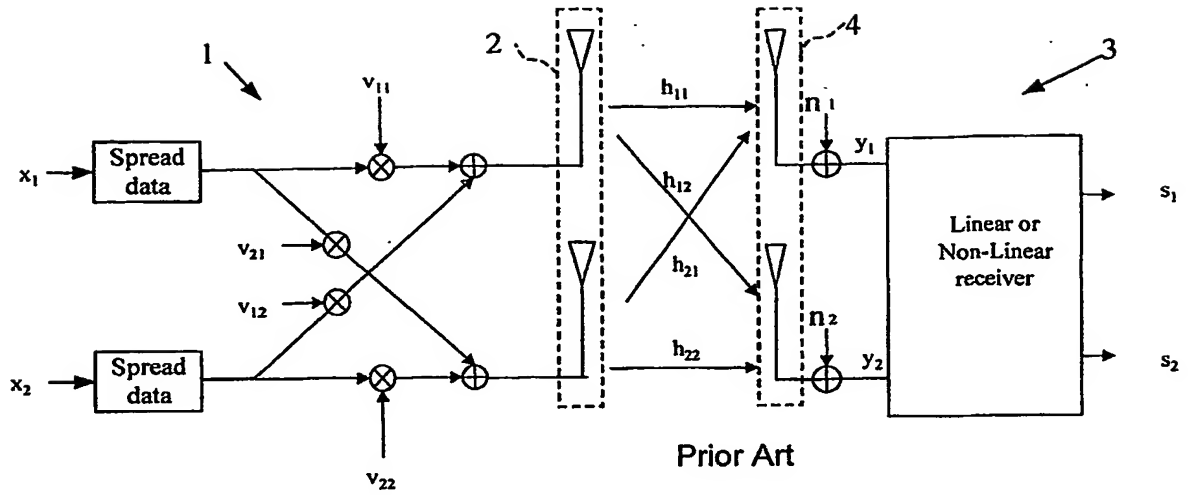 1
2
4
3
v₁₁
h₁₁
n₁
y₁
x₁
Spread
data
h₁₂
s₁
v₂₁
Linear or
Non-Linear
receiver
h₂₁
v₁₂
n₂
h₂₂
y₂
x₂
Spread
data
s₂
v₂₂
Prior Art